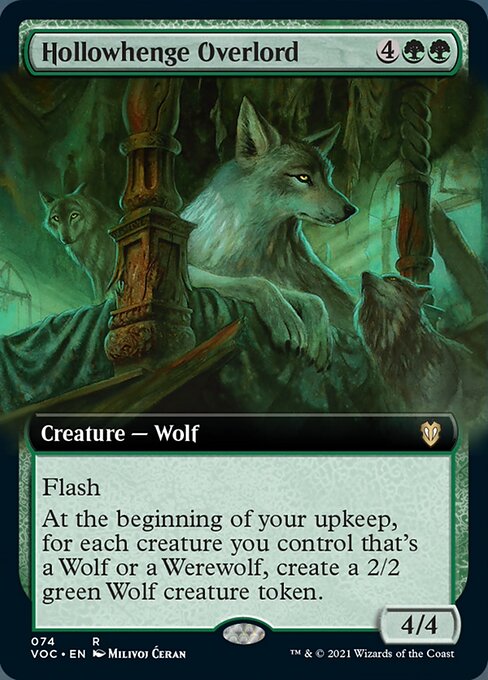 Hollowhenge Overlord 4
Creature — Wolf
Flash
At the beginning of your upkeep,
for each creature you control that's
a Wolf or a Werewolf, create a 2/2
green Wolf creature token.
4/4
074 R
VOC • EN Milivoj Ćeran
™ & © 2021 Wizards of the Coast